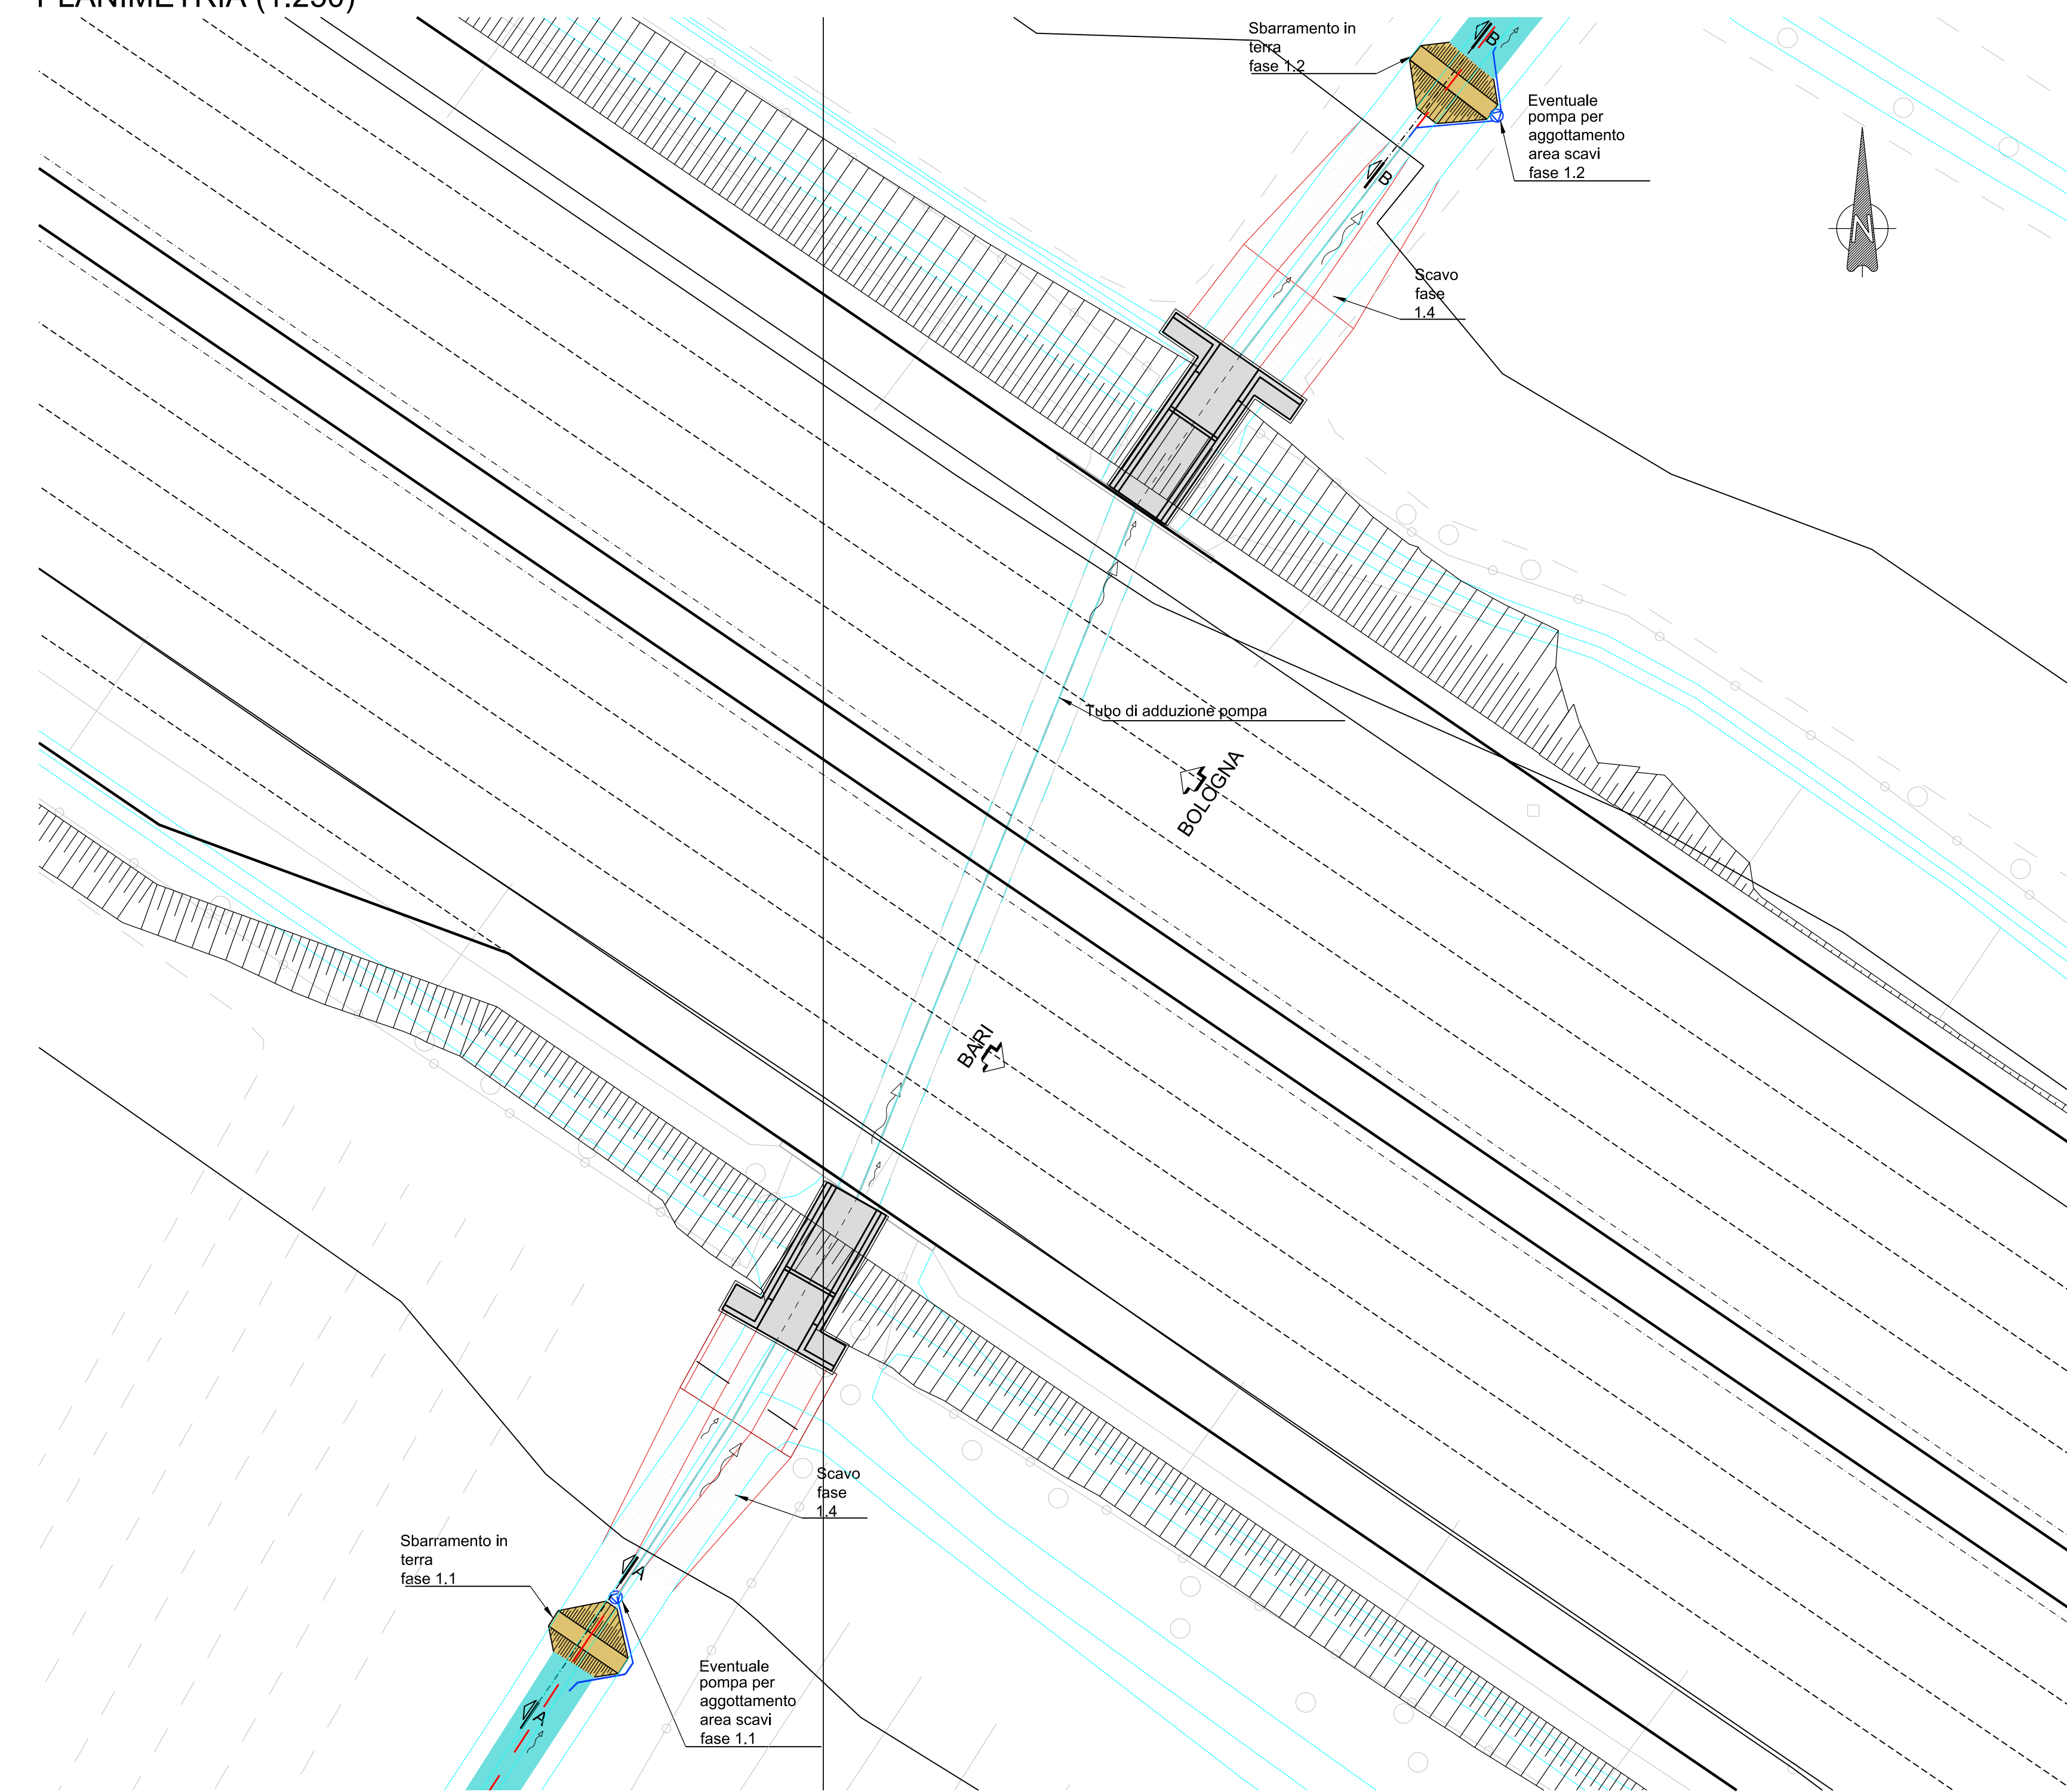 PLANIMETRIA (1:250)
Sbarramento in
terra
fase 1.2
B
Eventuale
pompa per
aggottamento
area scavi
fase 1.2
B
N
Scavo
fase
1.4
Tubo di adduzione pompa
BOLOGNA
BARI
Scavo
fase
1.4
Sbarramento in
terra
fase 1.1
A
Eventuale
pompa per
aggottamento
area scavi
fase 1.1
A